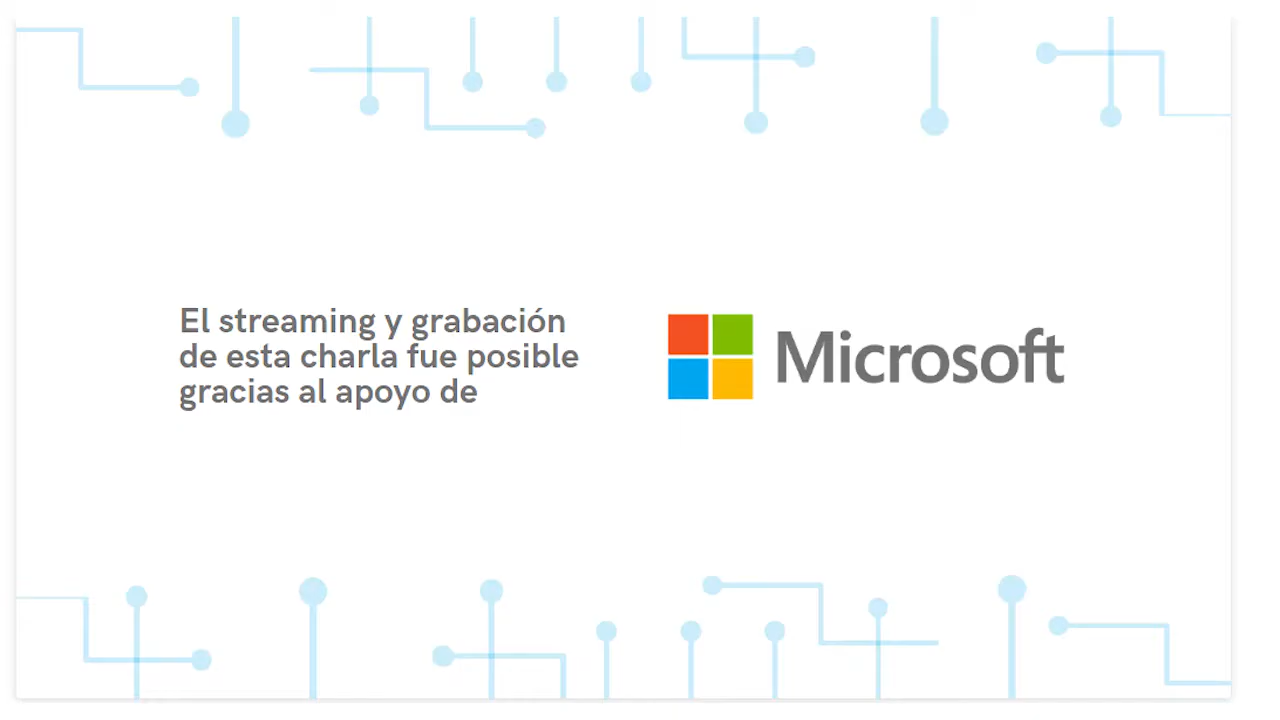 El streaming y grabación
de esta charla fue posible
gracias al apoyo de
Microsoft